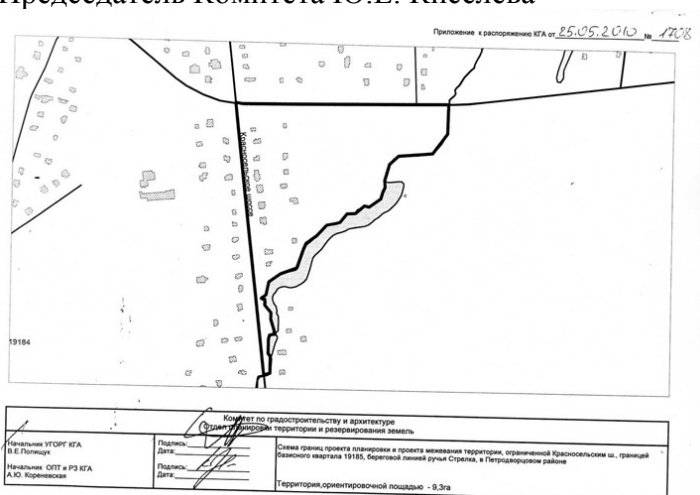 Председатель Комитета Ю.Е. Киселева
Приложение к распоряжению КГА от 25.05.2010 № 1708
Красносельское шоссе
19184
Комитет по градостроительству и архитектуре
Отдел планировки территории и резервирования земель
Начальник УГОРГ КГА
В.Е.Полищук
Подпись:
Дата:
Начальник ОПТ и РЗ КГА
А.Ю. Кореневская
Подпись:
Дата:
Схема границ проекта планировки и проекта межевания территории, ограниченной Красносельским ш., границей
базисного квартала 19185, береговой линией ручья Стрелка, в Петродворцовом районе
Территория,ориентировочной площадью - 9,3га